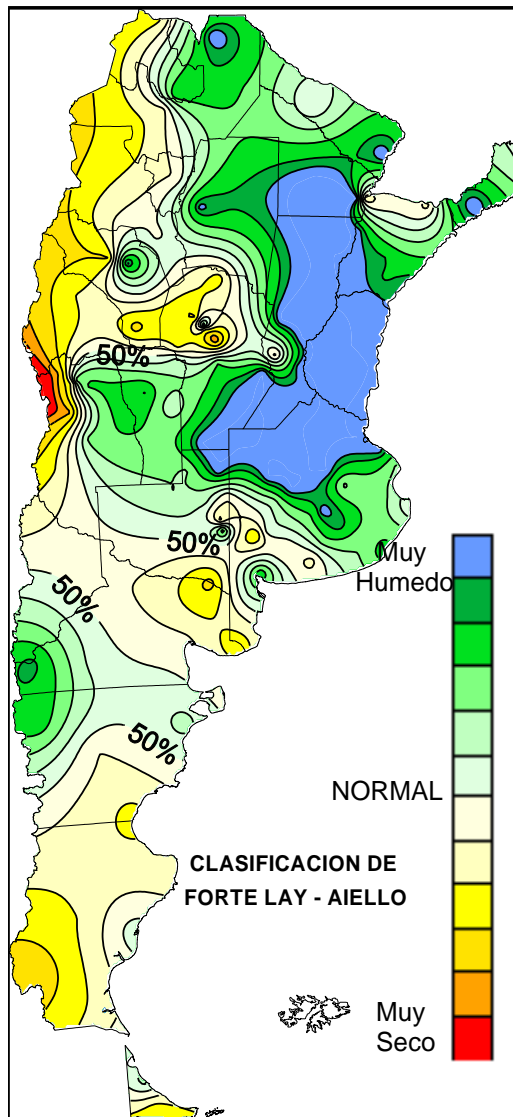 50%
50%
50%
50%
Muy
Humedo
NORMAL
CLASIFICACION DE
FORTE LAY - AIELLO
Muy
Seco